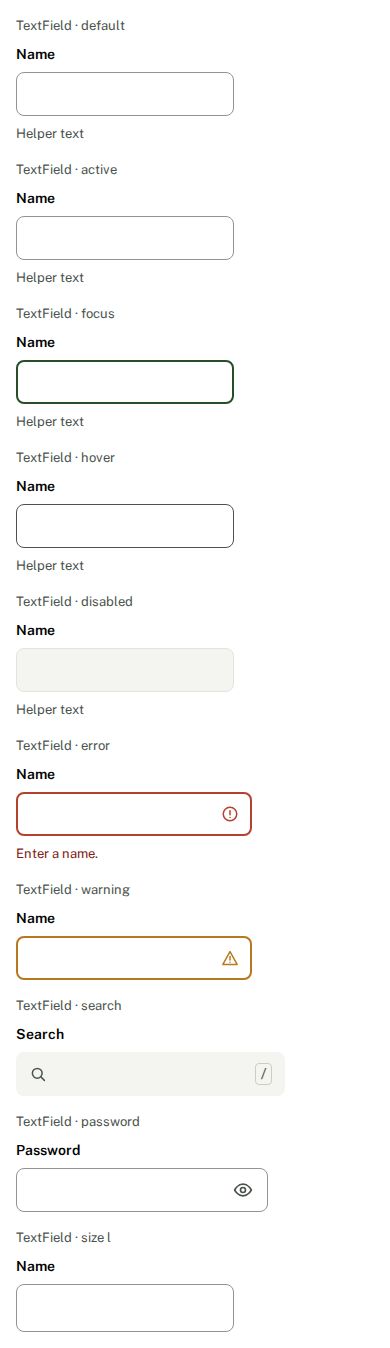 TextField · default
Name
Helper text
TextField · active
Name
Helper text
TextField · focus
Name
Helper text
TextField · hover
Name
Helper text
TextField · disabled
Name
Helper text
TextField · error
Name
Enter a name.
TextField · warning
Name
TextField · search
Search
/
TextField · password
Password
TextField · size l
Name